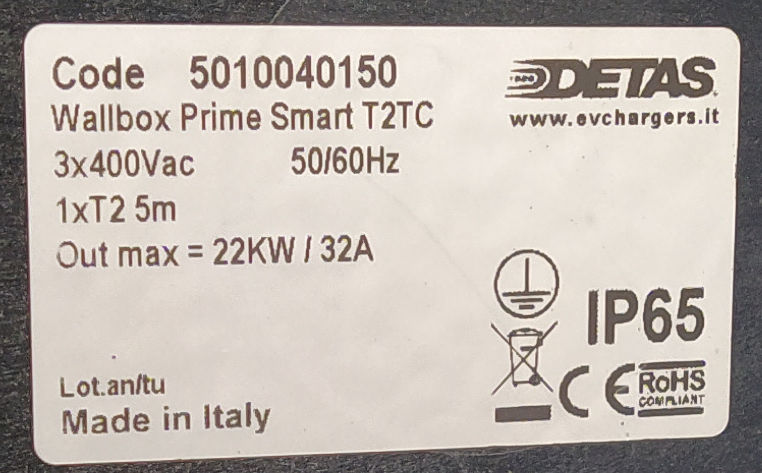 Code 5010040150
DETAS
www.evchargers.it
Wallbox Prime Smart T2TC
3x400Vac 50/60Hz
1xT2 5m
Out max = 22KW / 32A
IP65
Lot.an/tu
Made in Italy
CE
RoHS
COMPLIANT